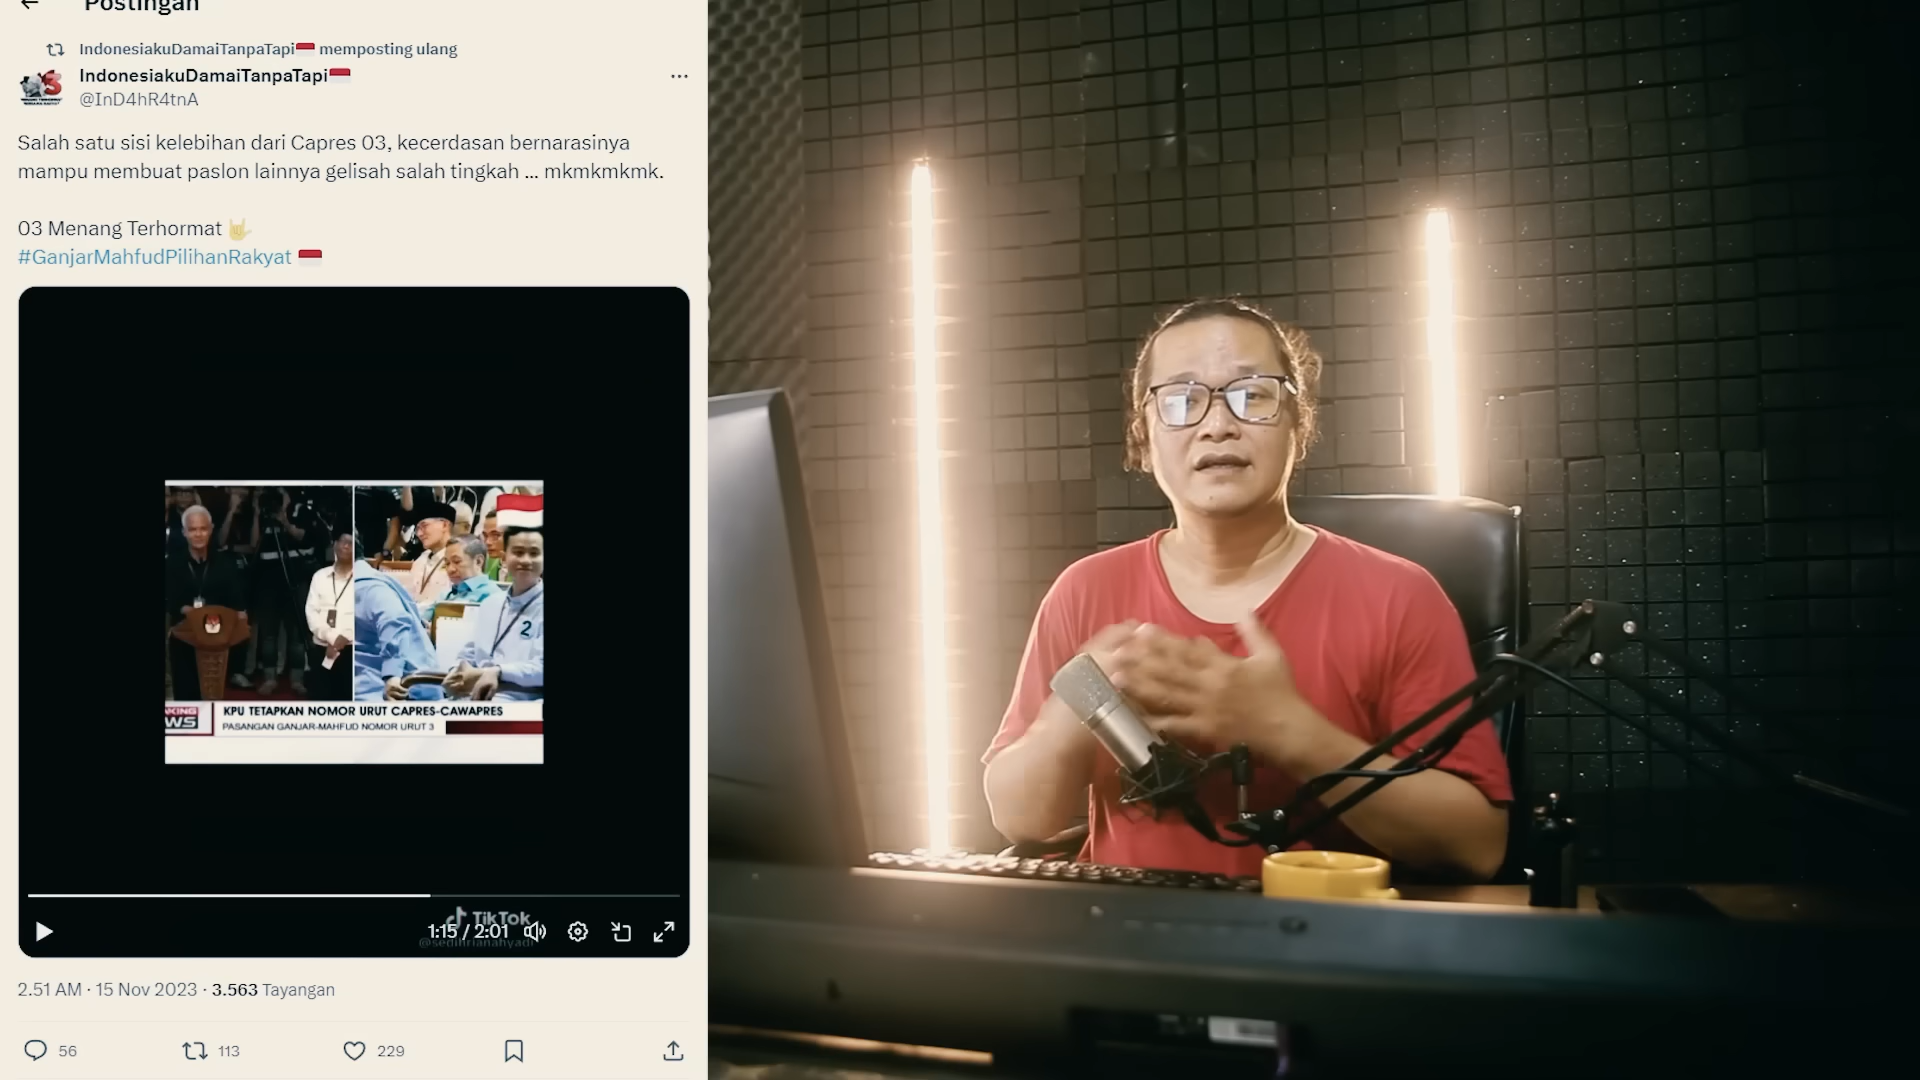 Postingan
IndonesiakuDamaiTanpaTapi🇮🇩 memposting ulang
IndonesiakuDamaiTanpaTapi🇮🇩
@InD4hR4tnA
Salah satu sisi kelebihan dari Capres 03, kecerdasan bernarasinya
mampu membuat paslon lainnya gelisah salah tingkah ... mkmkmkmk.
03 Menang Terhormat 🤟
#GanjarMahfudPilihanRakyat 🇮🇩
2
KPU TETAPKAN NOMOR URUT CAPRES-CAWAPRES
PASANGAN GANJAR-MAHFUD NOMOR URUT 3
TikTok
1:15 / 2:01
2.51 AM · 15 Nov 2023 · 3.563 Tayangan
56
113
229